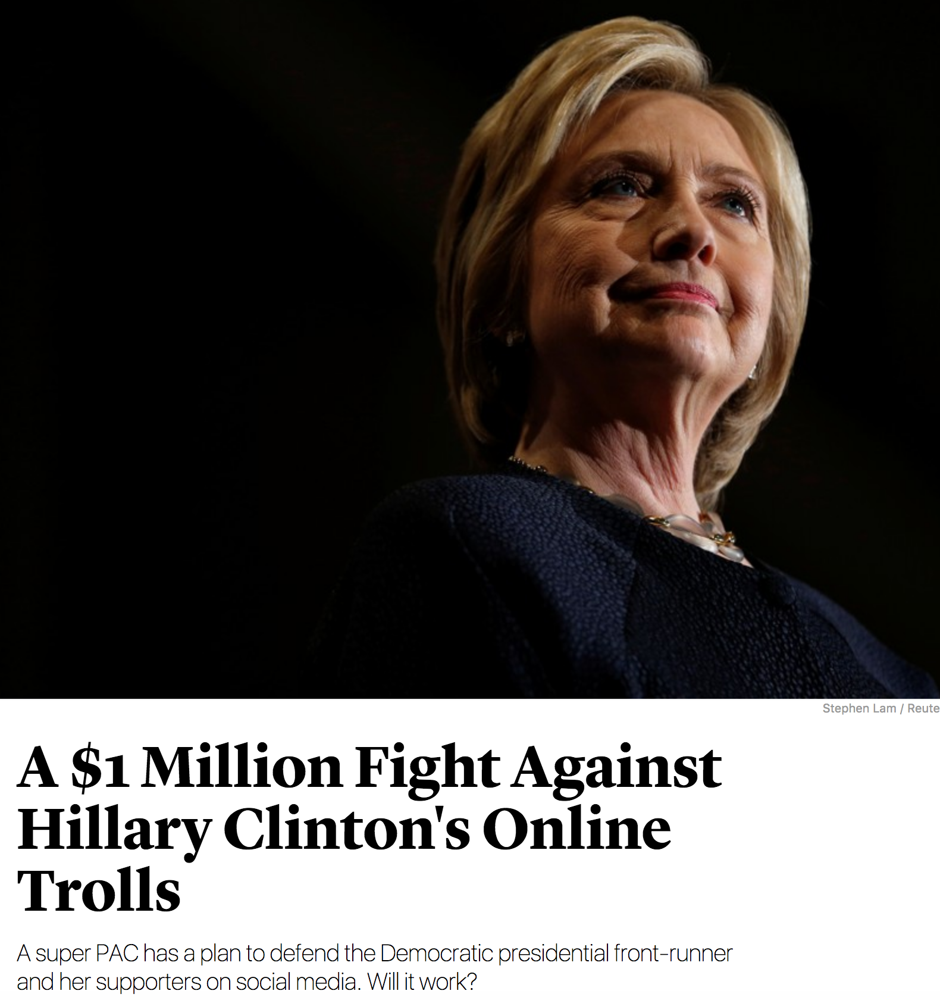 Stephen Lam / Reute
A $1 Million Fight Against
Hillary Clinton's Online
Trolls
A super PAC has a plan to defend the Democratic presidential front-runner
and her supporters on social media. Will it work?